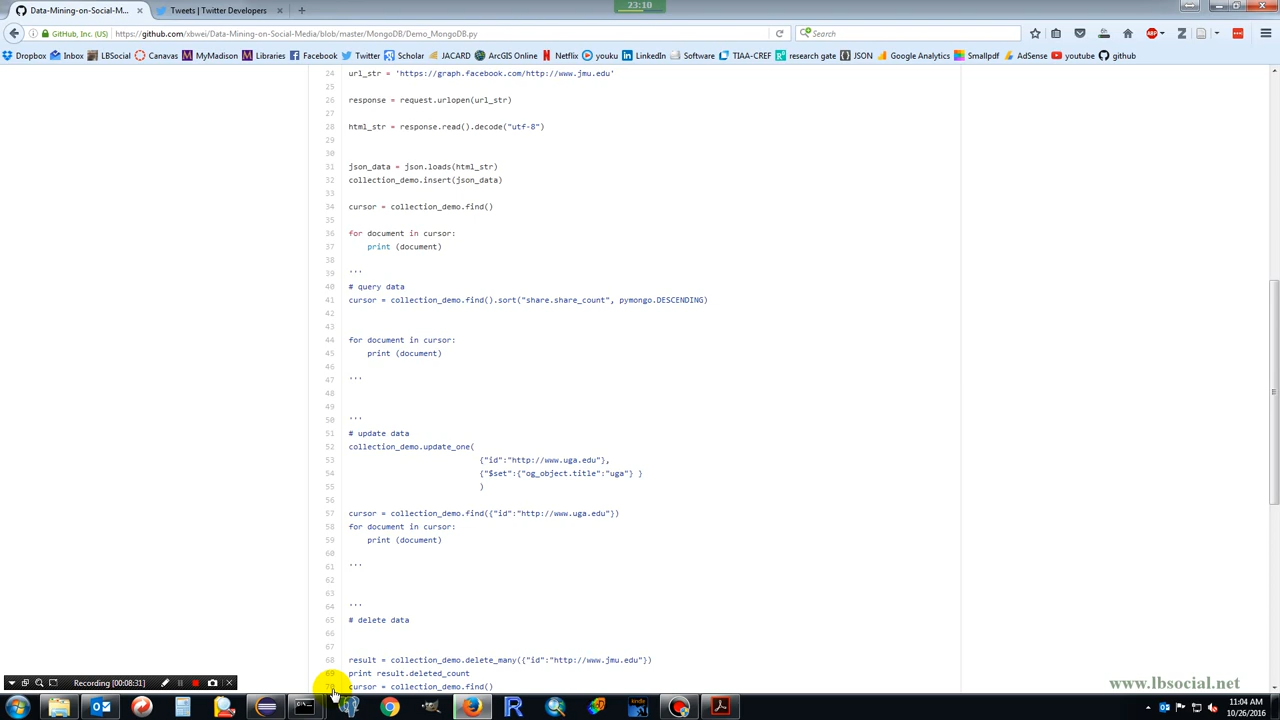 23:10
Data-Mining-on-Social-M...
Tweets | Twitter Developers
GitHub, Inc. (US)
https://github.com/xbwei/Data-Mining-on-Social-Media/blob/master/MongoDB/Demo_MongoDB.py
Search
ABP
Dropbox Inbox LBSocial Canavas MyMadison Libraries Facebook Twitter Scholar JACARD ArcGIS Online Netflix youku LinkedIn Software TIAA-CREF research gate JSON Google Analytics Smallpdf AdSense youtube github
24 url_str = 'https://graph.facebook.com/http://www.jmu.edu'
25
26 response = request.urlopen(url_str)
27
28 html_str = response.read().decode("utf-8")
29
30
31 json_data = json.loads(html_str)
32 collection_demo.insert(json_data)
33
34 cursor = collection_demo.find()
35
36 for document in cursor:
37 print (document)
38
39 '''
40 # query data
41 cursor = collection_demo.find().sort("share.share_count", pymongo.DESCENDING)
42
43
44 for document in cursor:
45 print (document)
46
47 '''
48
49
50 '''
51 # update data
52 collection_demo.update_one(
53 {"id":"http://www.uga.edu"},
54 {"$set":{"og_object.title":"uga"} }
55 )
56
57 cursor = collection_demo.find({"id":"http://www.uga.edu"})
58 for document in cursor:
59 print (document)
60
61 '''
62
63
64 '''
65 # delete data
66
67
68 result = collection_demo.delete_many({"id":"http://www.jmu.edu"})
69 print result.deleted_count
70 cursor = collection_demo.find()
Recording [00:08:31]
www.lbsocial.net
kindle
11:04 AM
10/26/2016